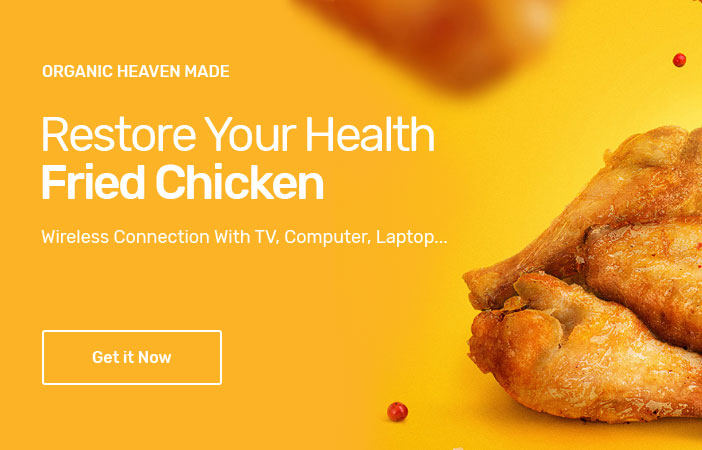 ORGANIC HEAVEN MADE
Restore Your Health
Fried Chicken
Wireless Connection With TV, Computer, Laptop...
Get it Now